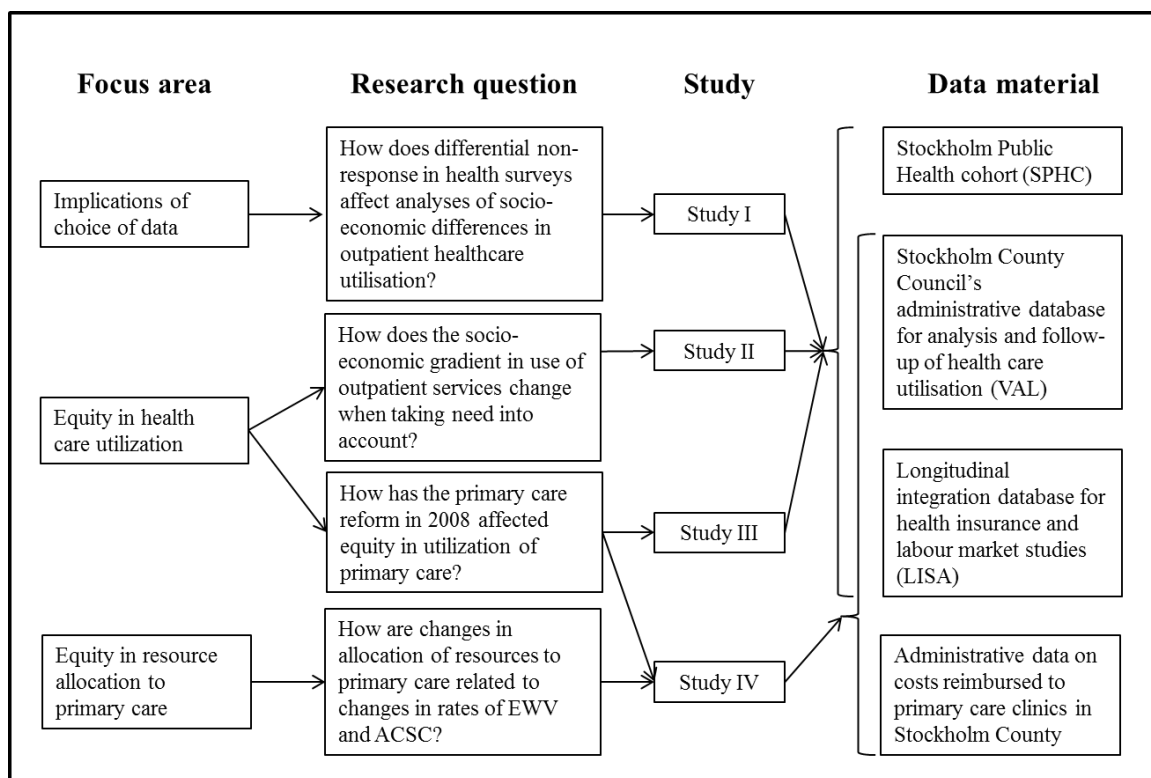 Focus area
Research question
Study
Data material
Implications of
choice of data
How does differential non-
response in health surveys
affect analyses of socio-
economic differences in
outpatient healthcare
utilisation?
Study I
Stockholm Public
Health cohort (SPHC)
Equity in health
care utilization
How does the socio-
economic gradient in use of
outpatient services change
when taking need into
account?
Study II
Stockholm County
Council's
administrative database
for analysis and follow-
up of health care
utilisation (VAL)
How has the primary care
reform in 2008 affected
equity in utilization of
primary care?
Study III
Longitudinal
integration database for
health insurance and
labour market studies
(LISA)
Equity in resource
allocation to
primary care
How are changes in
allocation of resources to
primary care related to
changes in rates of EWV
and ACSC?
Study IV
Administrative data on
costs reimbursed to
primary care clinics in
Stockholm County